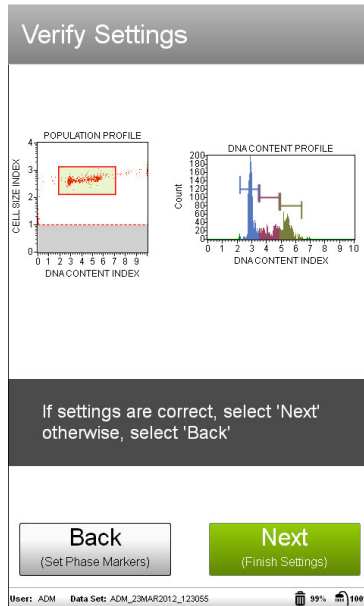 Verify Settings
POPULATION PROFILE
CELL SIZE INDEX
4
3
2
1
0
0 1 2 3 4 5 6 7 8 9
DNA CONTENT INDEX
DNA CONTENT PROFILE
Count
200
180
160
140
120
100
80
60
40
20
0
0 1 2 3 4 5 6 7 8 9 10
DNA CONTENT INDEX
If settings are correct, select 'Next'
otherwise, select 'Back'
Back
(Set Phase Markers)
Next
(Finish Settings)
User: ADM Data Set: ADM_23MAR2012_123055 99% 100